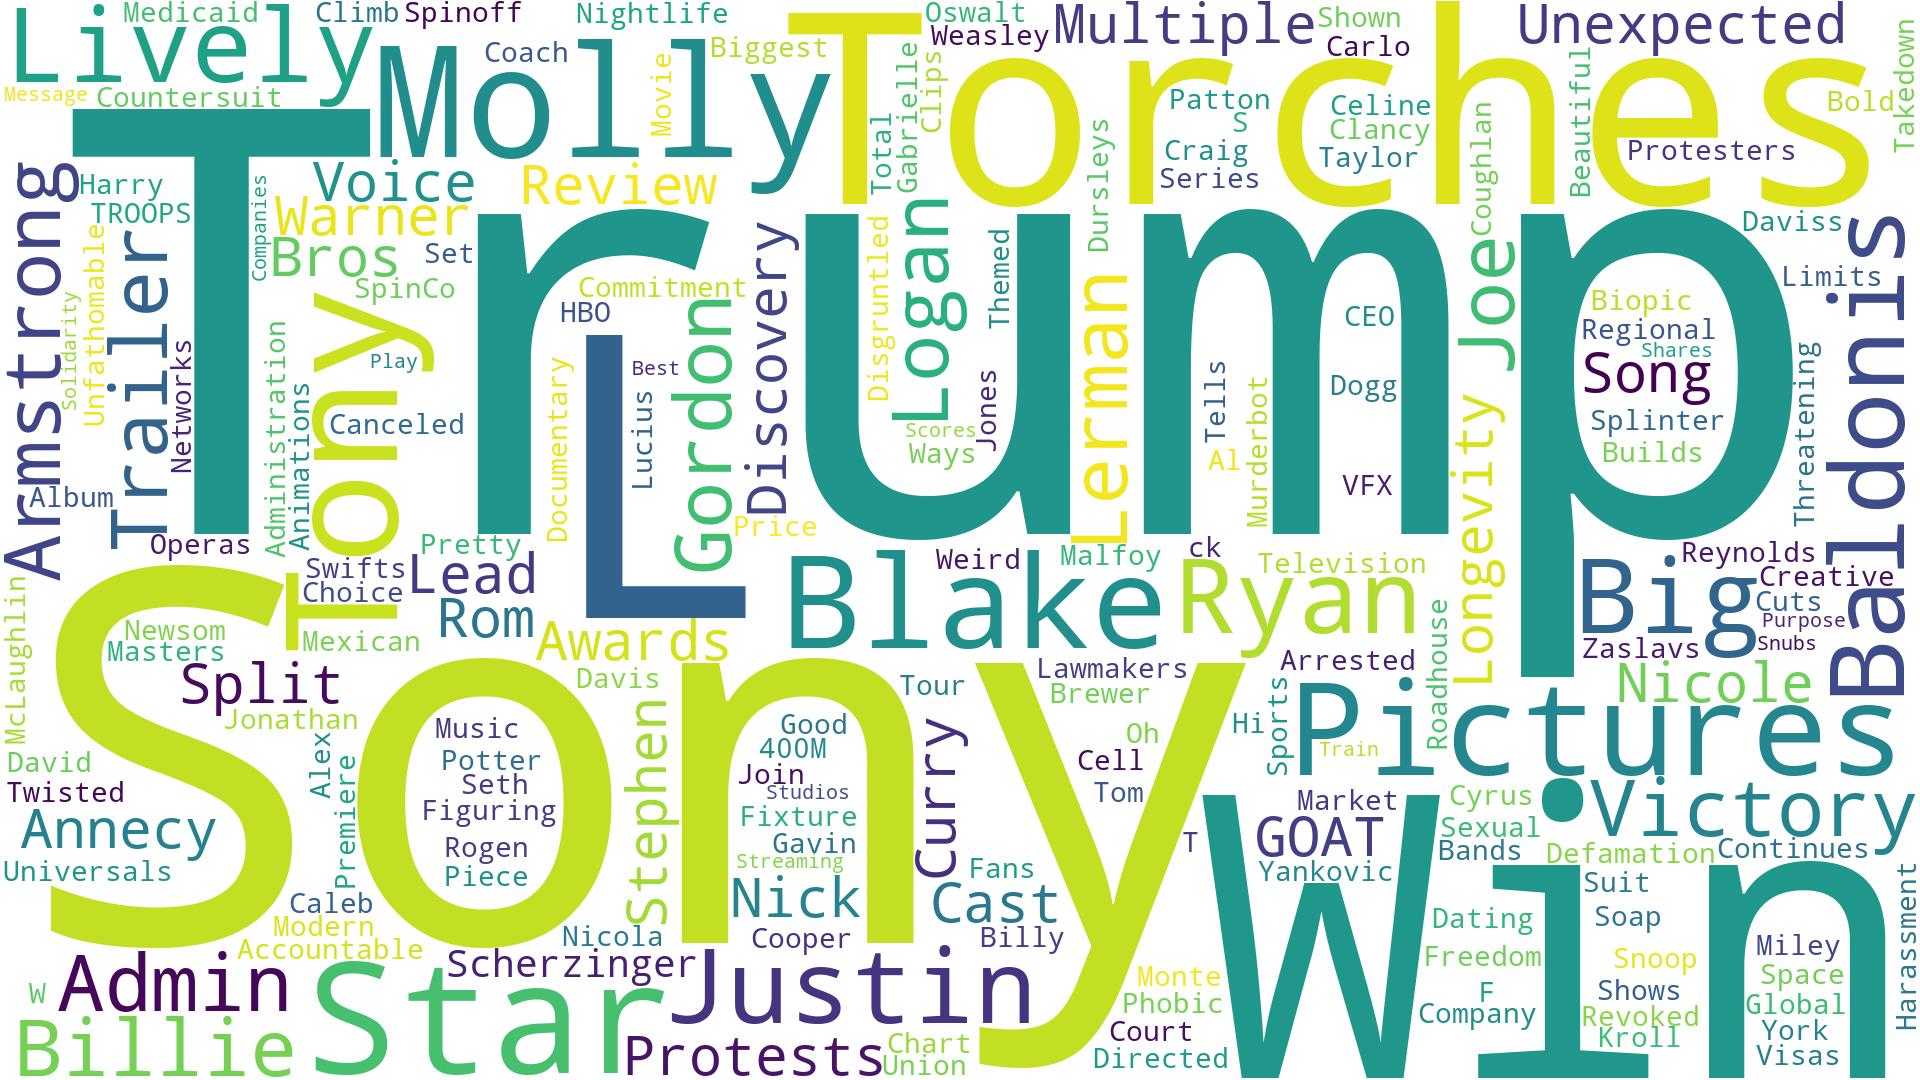 Medicaid
Climb
Spinoff
Nightlife
Oswalt
Weasley
Multiple
Shown
Carlo
Unexpected
Lively
Molly
Coach
Biggest
Movie
Torches
Gabrielle
Clips
Total
Patton
S
Craig
Series
Celine
Clancy
Taylor
Dursleys
Coughlan
Beautiful
Protesters
Bold
Takedown
Message
Countersuit
Armstrong
Harry
TROOPS
Companies
Voice
Warner
Review
Bros
Set
SpinCo
Trump
Unfathomable
Solidarity
Trailer
Networks
Administration
Animations
Tony
Play
Canceled
Commitment
HBO
L
Best
Lucius
Documentary
Gordon
Discovery
Price
Disgruntled
Logan
Themed
Scores
Ways
Jones
Lerman
Tells
Al
Murderbot
CEO
Dogg
VFX
Joe
Longevity
Daviss
Limits
Biopic
Regional
Shares
Song
Splinter
Builds
Threatening
Baldonis
Album
Operas
Pretty
Swifts
Choice
Mexican
Lead
Rom
Awards
Weird
Malfoy
ck
Television
Blake
Ryan
Big
Reynolds
Creative
Cuts
Purpose
Snubs
Zaslavs
Nicole
McLaughlin
Newsom
Masters
Split
Jonathan
Sony
Davis
Tour
Lawmakers
Brewer
Arrested
Roadhouse
Hi
Sports
Pictures
Train
David
Twisted
Annecy
Universals
Alex
Premiere
Music
Potter
Seth
Figuring
Rogen
Piece
Stephen
Good
400M
Join
Studios
Fixture
Gavin
Streaming
Nick
Curry
Oh
Cell
Tom
Fans
Cast
T
Win
Market
GOAT
Yankovic
Cyrus
Sexual
Bands
Victory
Defamation
Continues
Suit
Soap
Harassment
Caleb
Modern
Accountable
Nicola
Cooper
Billy
Scherzinger
Justin
Dating
Freedom
F
Company
Snoop
Shows
Revoked
Kroll
Miley
Space
Global
York
Visas
W
Admin
Billie
Star
Protests
Chart
Union
Monte
Phobic
Court
Directed